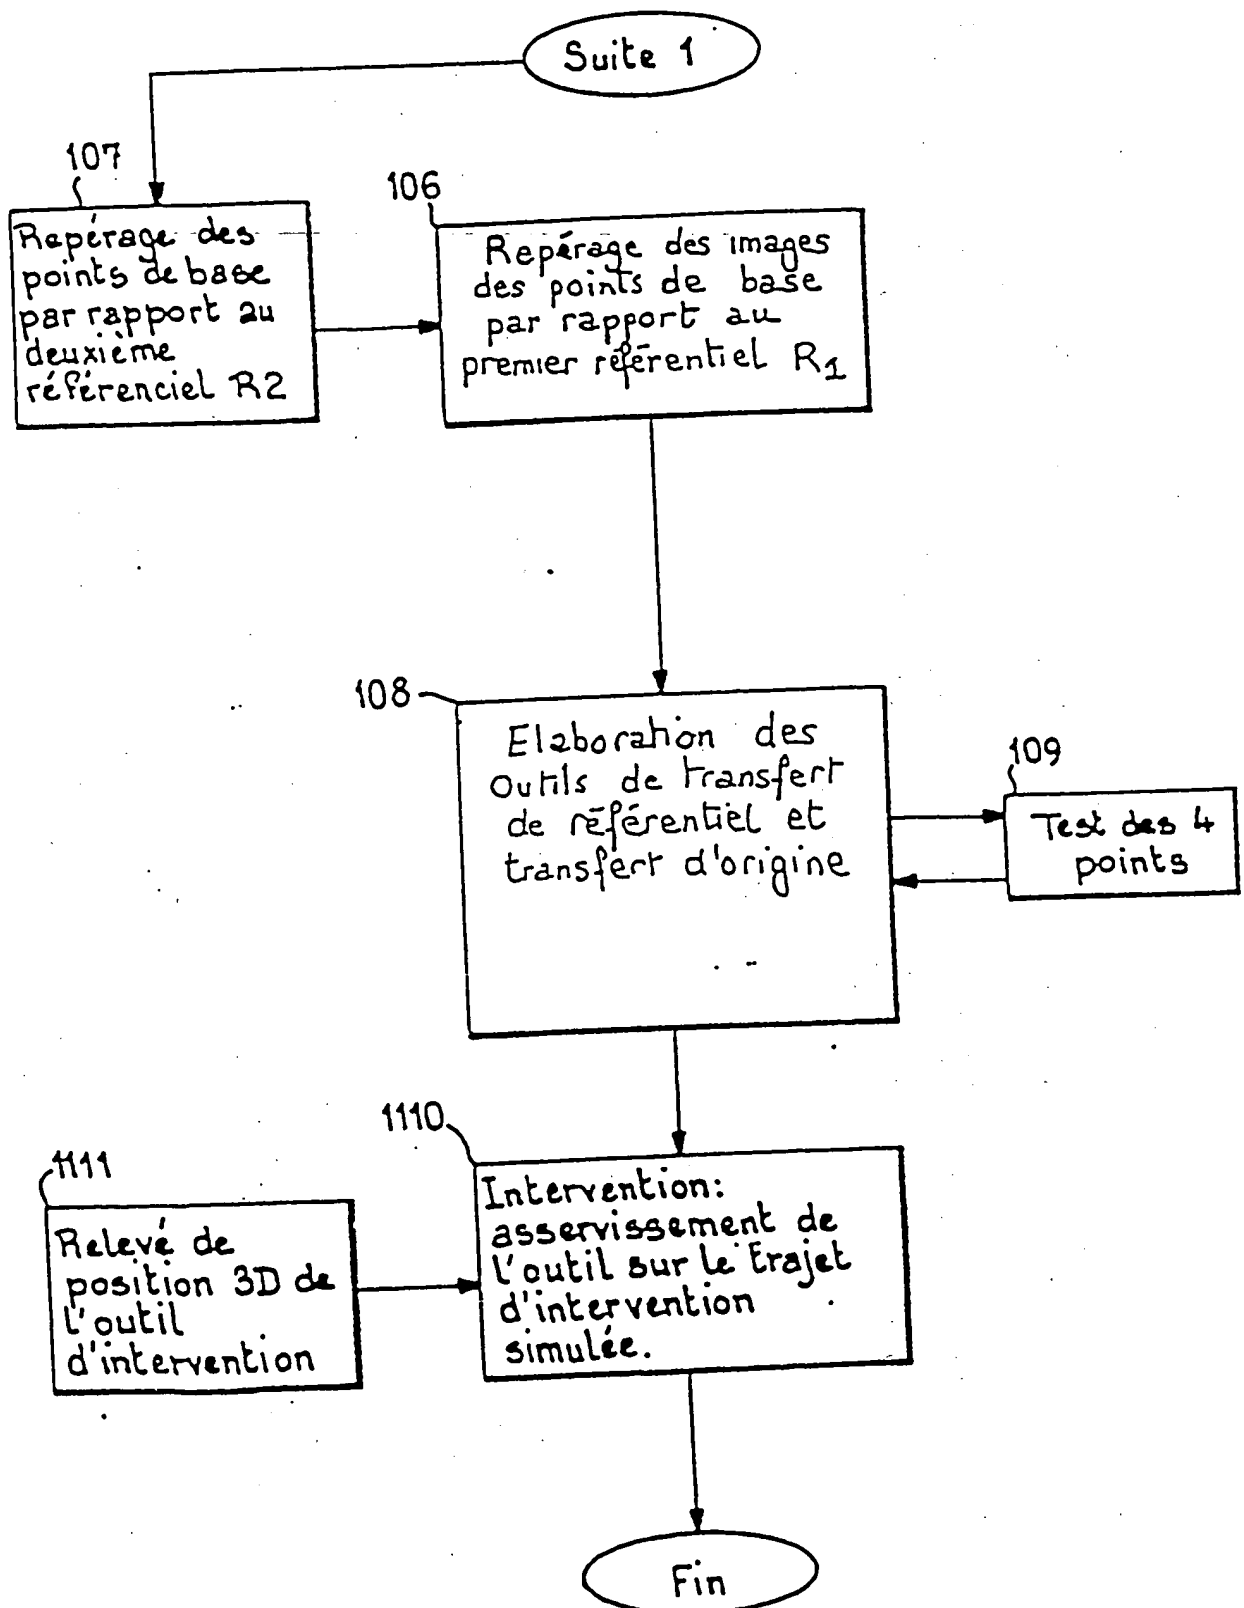 Suite 1
107
Repérage des
points de base
par rapport au
deuxième
référenciel R2
106
Repérage des images
des points de base
par rapport au
premier référentiel R1
108
Elaboration des
Outils de transfert
de référentiel et
transfert d'origine
109
Test des 4
points
1110
Intervention:
asservissement de
l'outil sur le trajet
d'intervention
simulée.
1111
Relevé de
position 3D de
l'outil
d'intervention
Fin